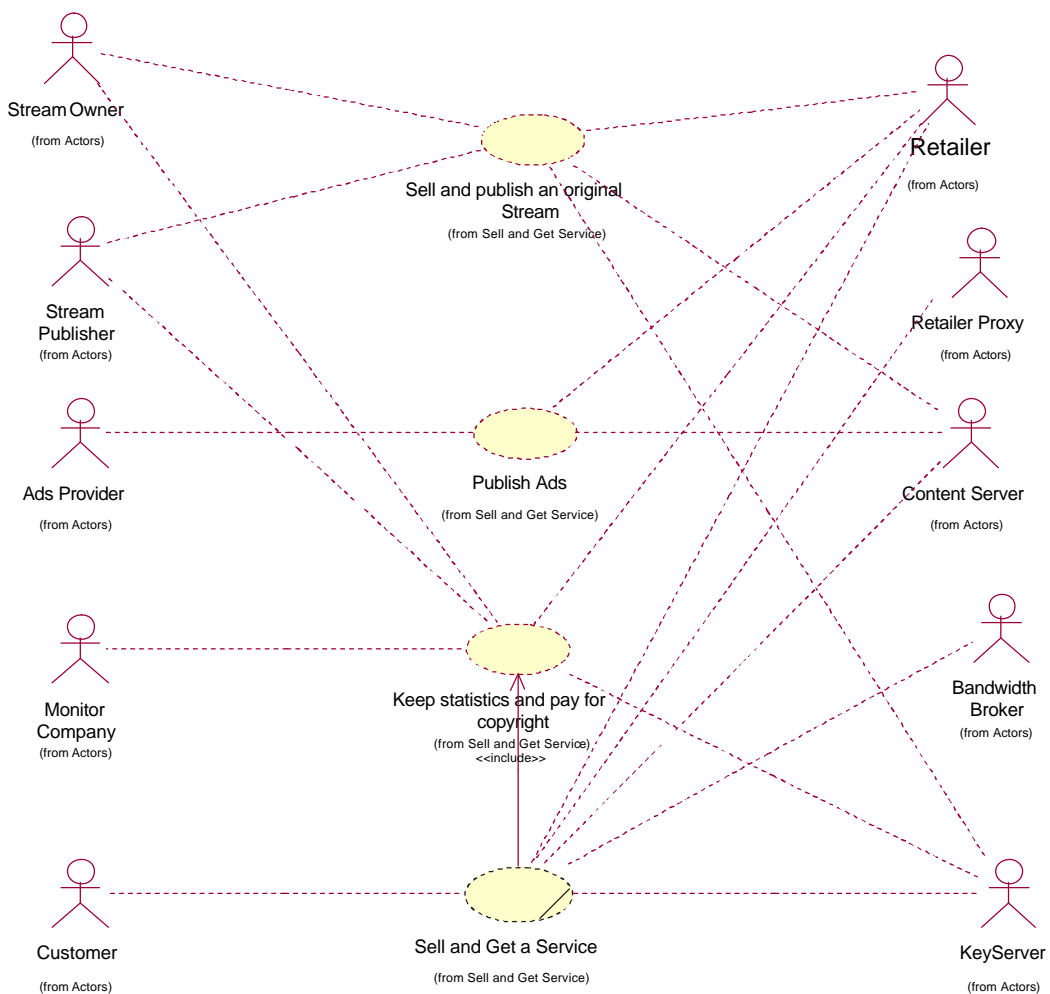 Stream Owner
(from Actors)
Retailer
(from Actors)
Sell and publish an original
Stream
(from Sell and Get Service)
Stream
Publisher
(from Actors)
Retailer Proxy
(from Actors)
Ads Provider
(from Actors)
Publish Ads
(from Sell and Get Service)
Content Server
(from Actors)
Monitor
Company
(from Actors)
Keep statistics and pay for
copyright
(from Sell and Get Service)
<<include>>
Bandwidth
Broker
(from Actors)
Customer
(from Actors)
Sell and Get a Service
(from Sell and Get Service)
KeyServer
(from Actors)